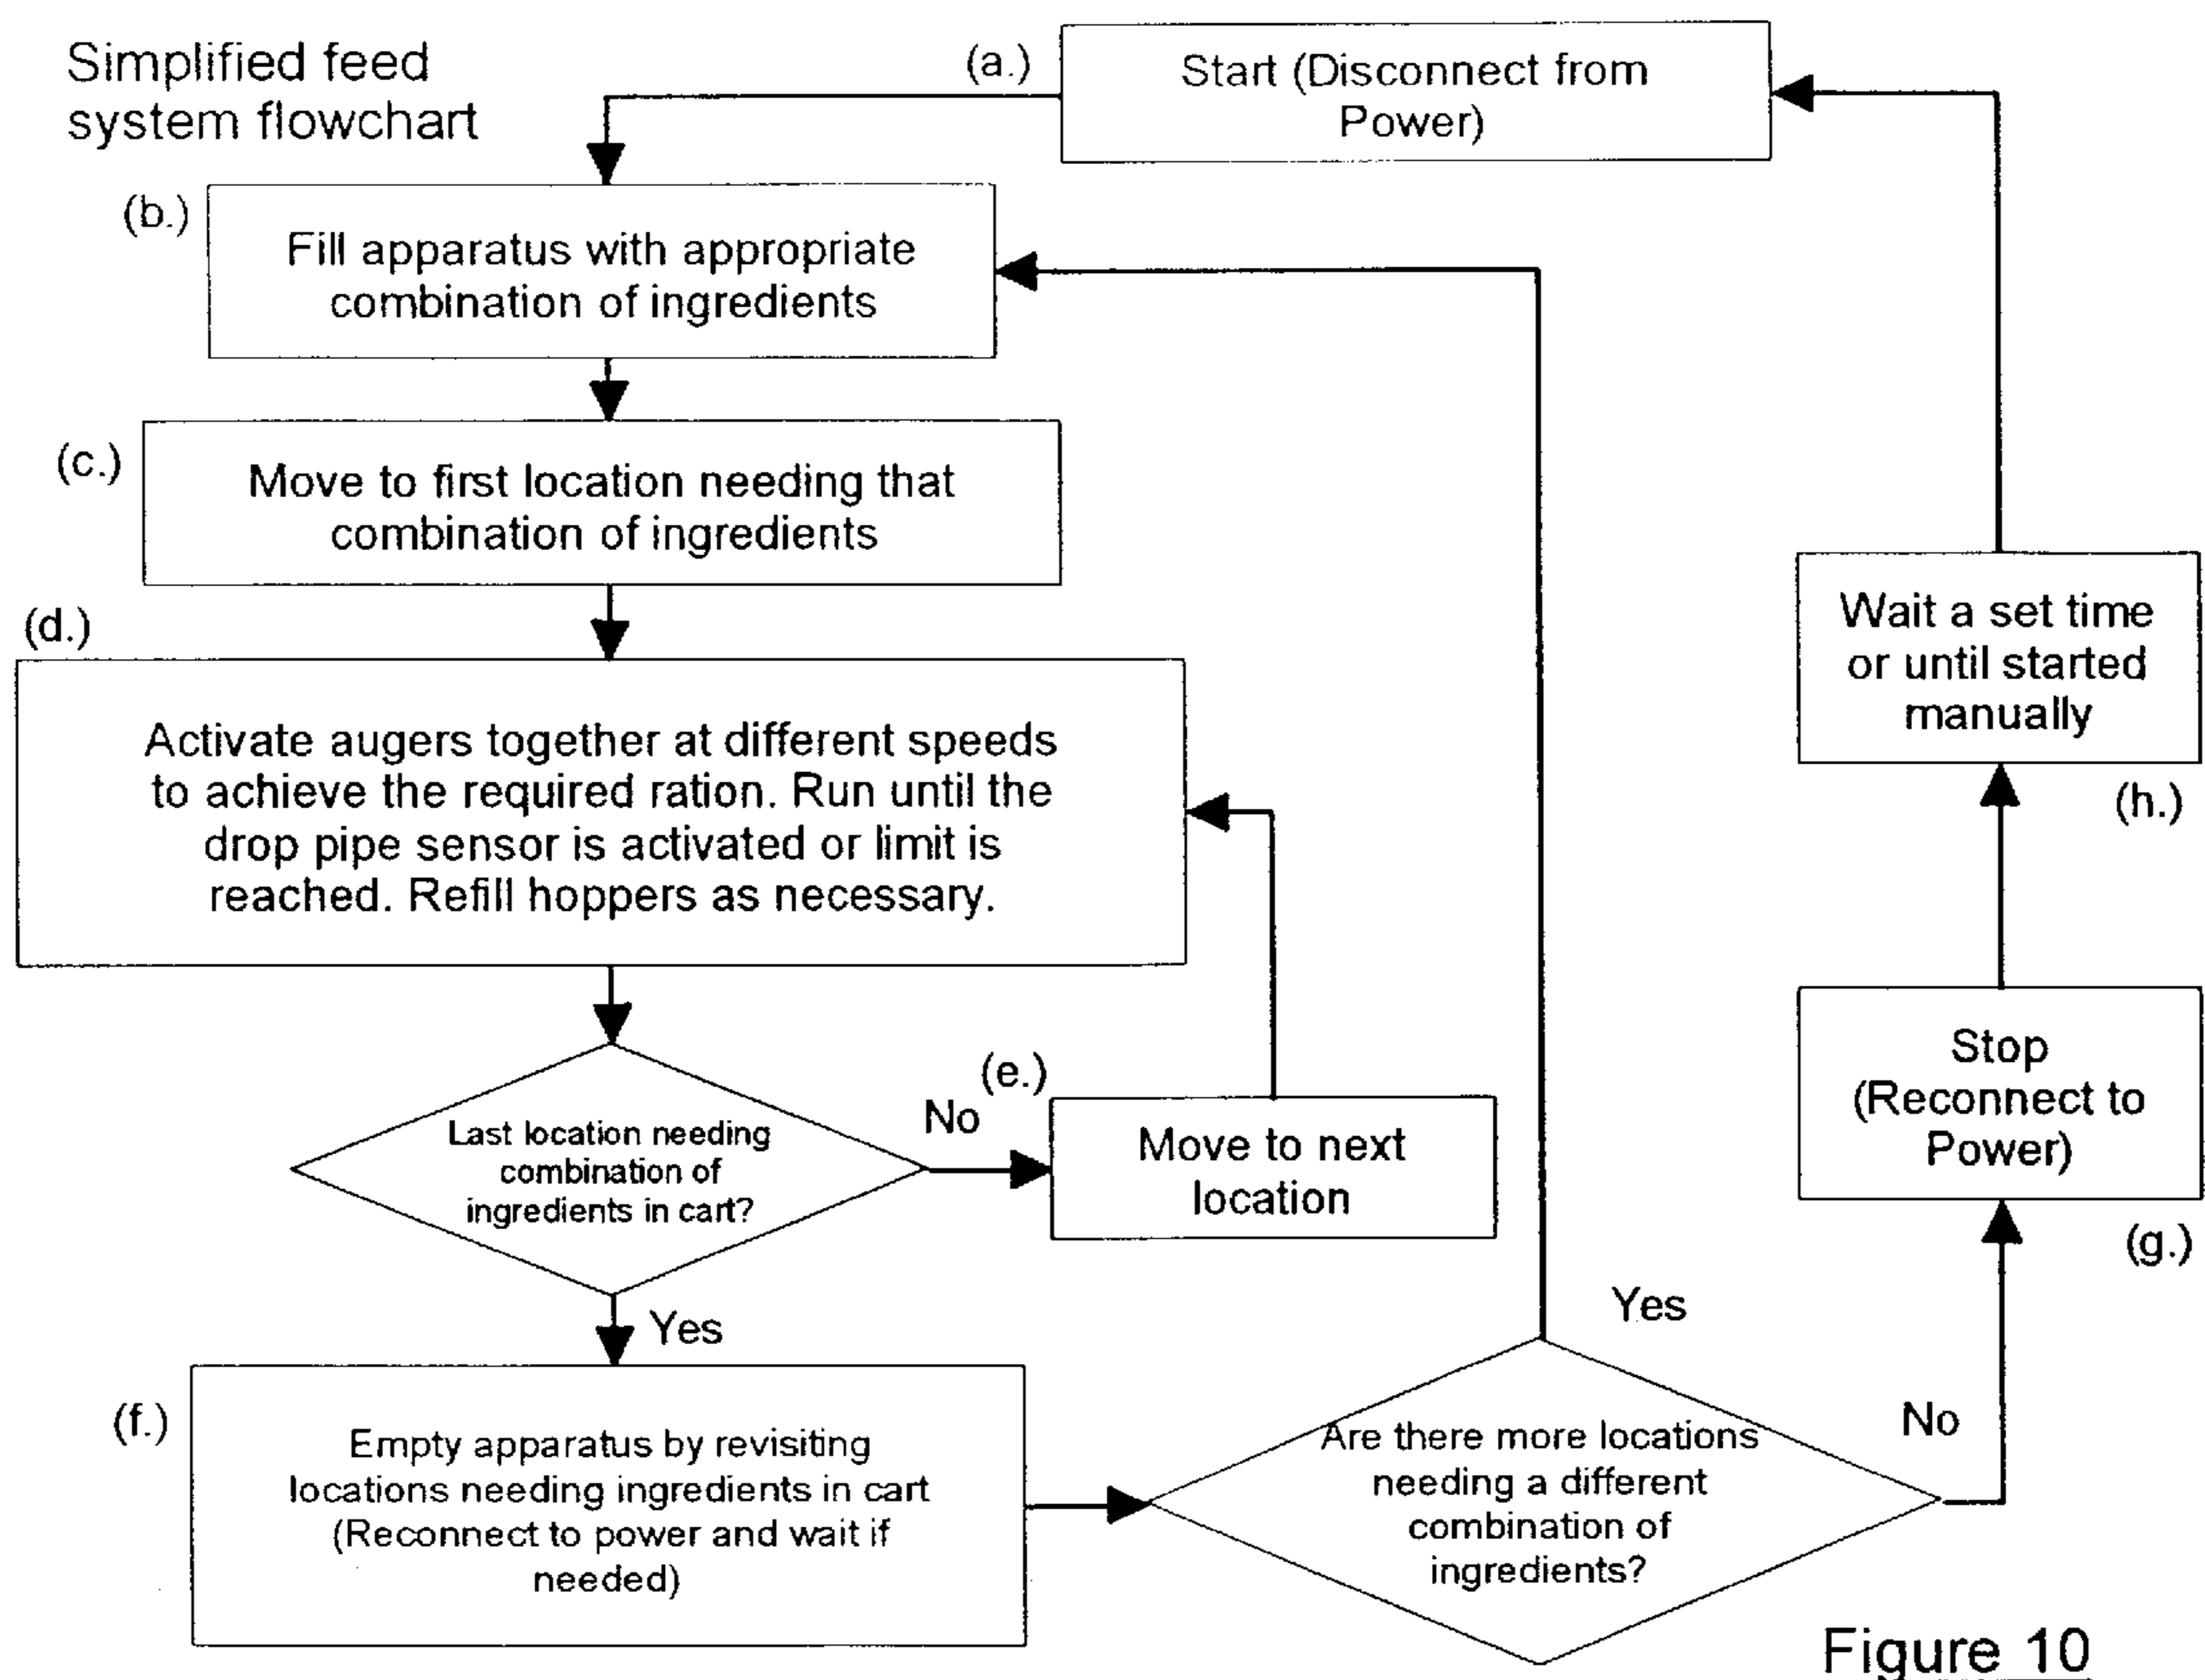 Simplified feed
system flowchart
(a.)
Start (Disconnect from
Power)
(b.)
Fill apparatus with appropriate
combination of ingredients
(c.)
Move to first location needing that
combination of ingredients
(d.)
Activate augers together at different speeds
to achieve the required ration. Run until the
drop pipe sensor is activated or limit is
reached. Refill hoppers as necessary.
Last location needing
combination of
ingredients in cart?
No
(e.)
Move to next
location
Yes
(f.)
Empty apparatus by revisiting
locations needing ingredients in cart
(Reconnect to power and wait if
needed)
Are there more locations
needing a different
combination of
ingredients?
Yes
No
Stop
(Reconnect to
Power)
(g.)
Wait a set time
or until started
manually
(h.)
Figure 10